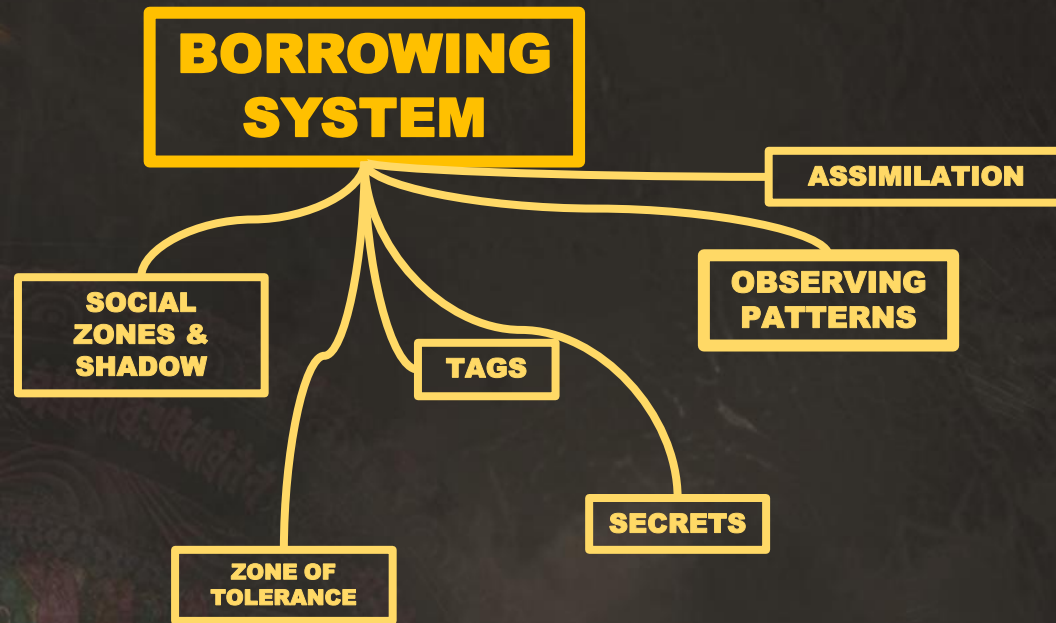 BORROWING
SYSTEM
ASSIMILATION
OBSERVING
PATTERNS
SOCIAL
ZONES &
SHADOW
TAGS
SECRETS
ZONE OF
TOLERANCE